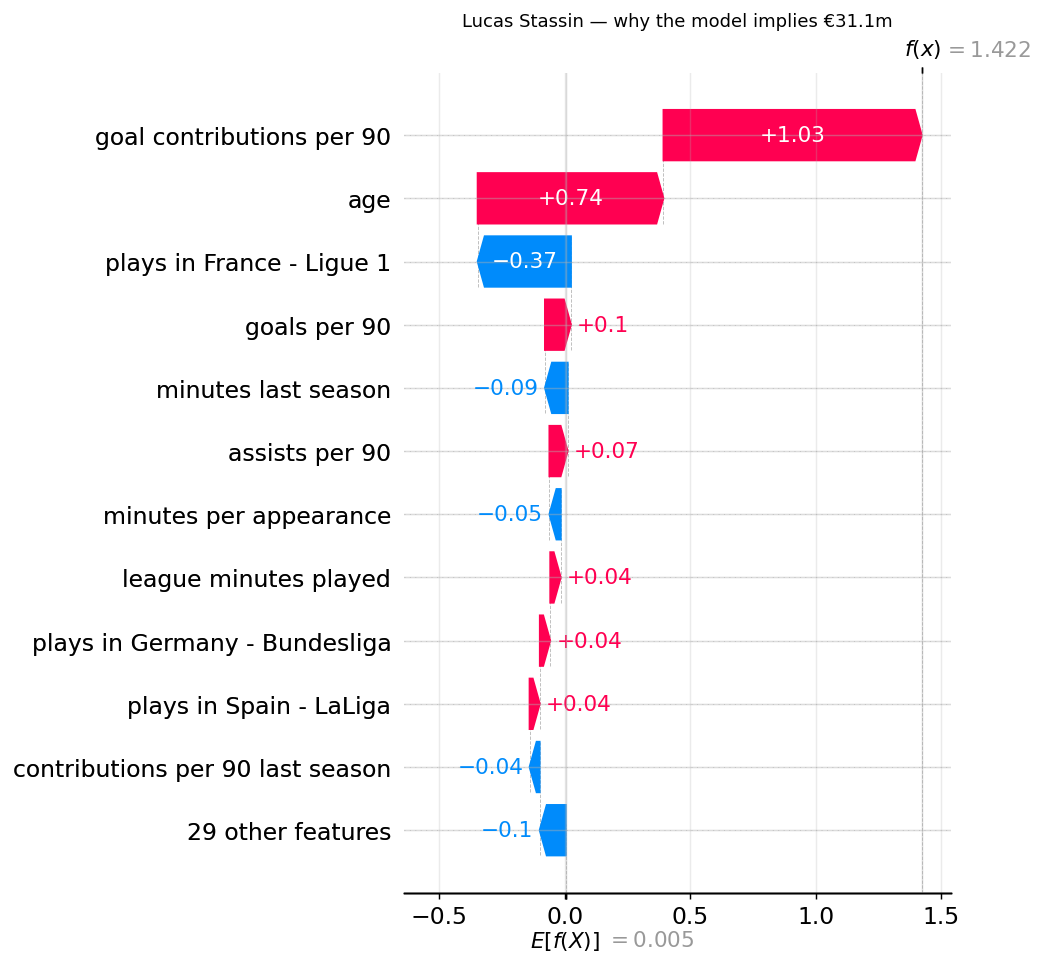 Lucas Stassin — why the model implies €31.1m
f(x) = 1.422
goal contributions per 90 +1.03
age +0.74
plays in France - Ligue 1 −0.37
goals per 90 +0.1
minutes last season −0.09
assists per 90 +0.07
minutes per appearance −0.05
league minutes played +0.04
plays in Germany - Bundesliga +0.04
plays in Spain - LaLiga +0.04
contributions per 90 last season −0.04
29 other features −0.1
−0.5 0.0 0.5 1.0 1.5
E[f(X)] = 0.005